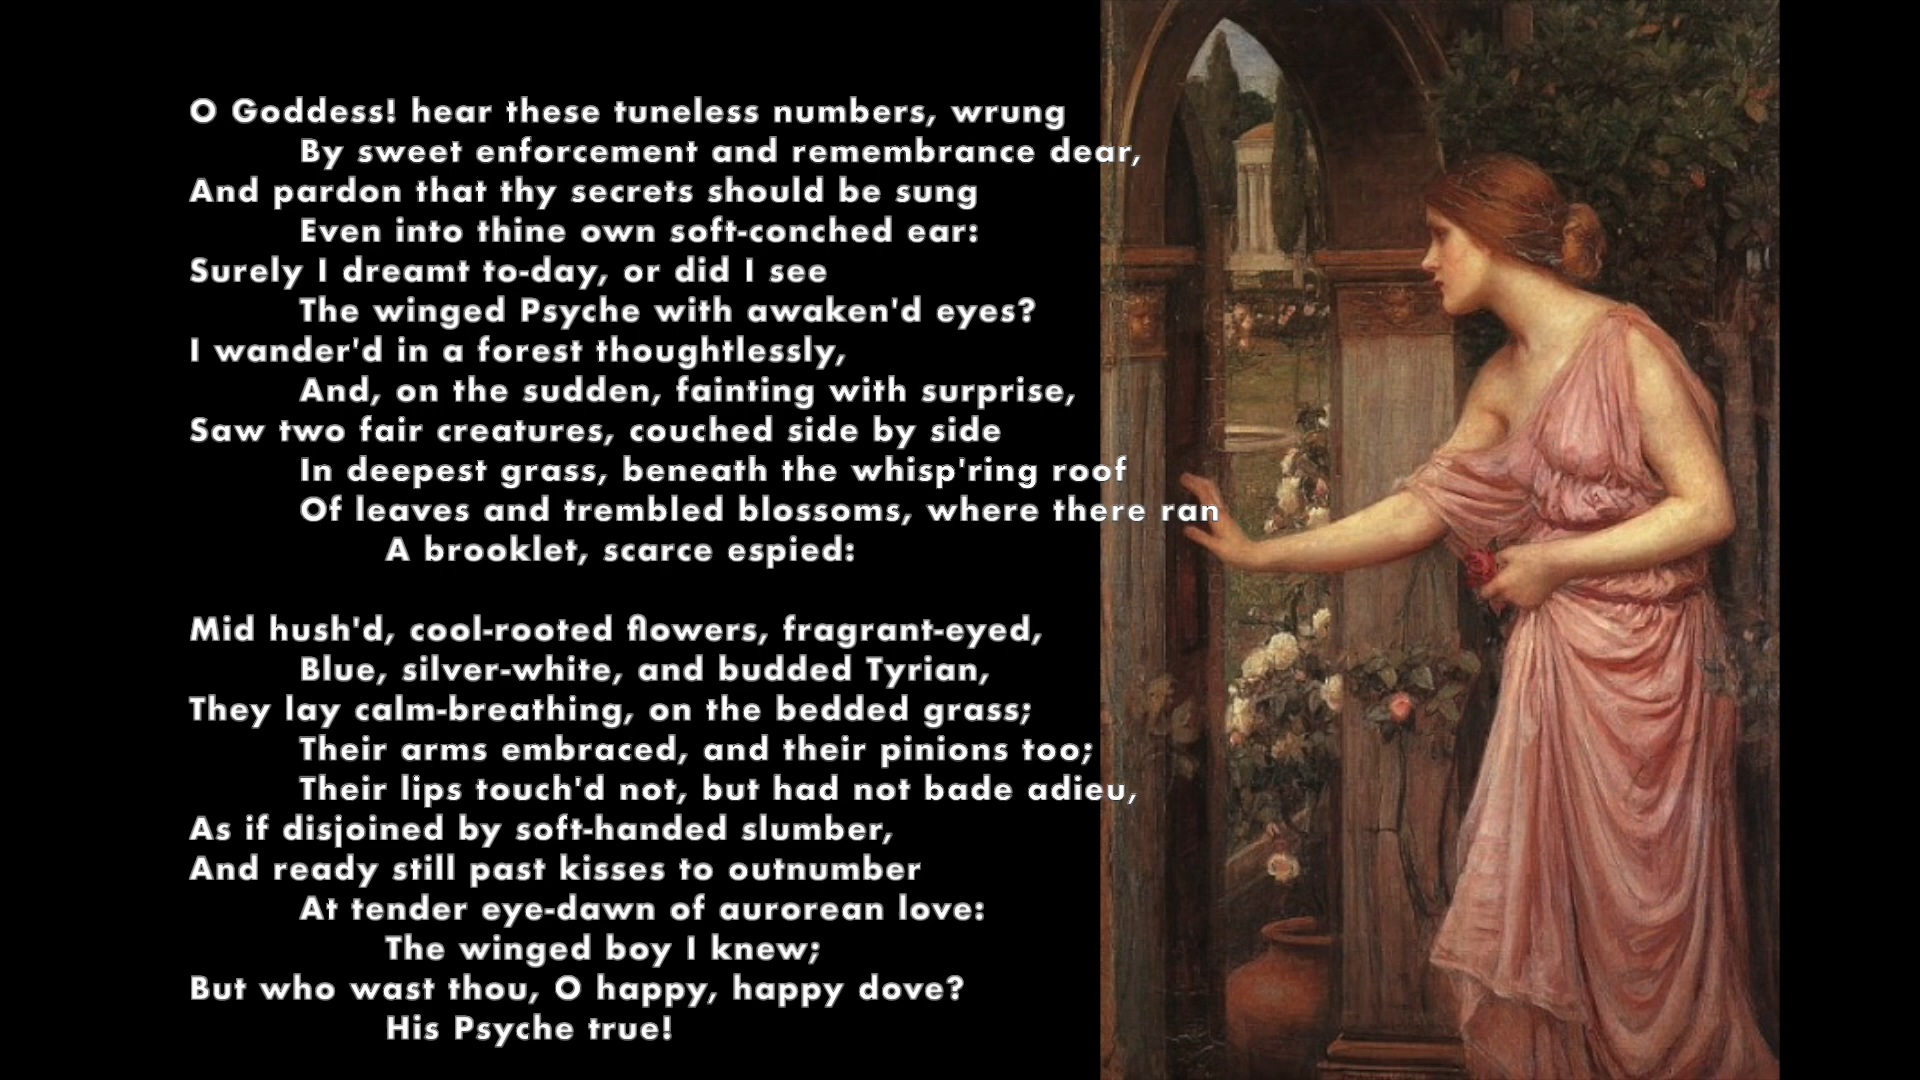 O Goddess! hear these tuneless numbers, wrung
By sweet enforcement and remembrance dear,
And pardon that thy secrets should be sung
Even into thine own soft-conched ear:
Surely I dreamt to-day, or did I see
The winged Psyche with awaken'd eyes?
I wander'd in a forest thoughtlessly,
And, on the sudden, fainting with surprise,
Saw two fair creatures, couched side by side
In deepest grass, beneath the whisp'ring roof
Of leaves and trembled blossoms, where there ran
A brooklet, scarce espied:

Mid hush'd, cool-rooted flowers, fragrant-eyed,
Blue, silver-white, and budded Tyrian,
They lay calm-breathing, on the bedded grass;
Their arms embraced, and their pinions too;
Their lips touch'd not, but had not bade adieu,
As if disjoined by soft-handed slumber,
And ready still past kisses to outnumber
At tender eye-dawn of aurorean love:
The winged boy I knew;
But who wast thou, O happy, happy dove?
His Psyche true!